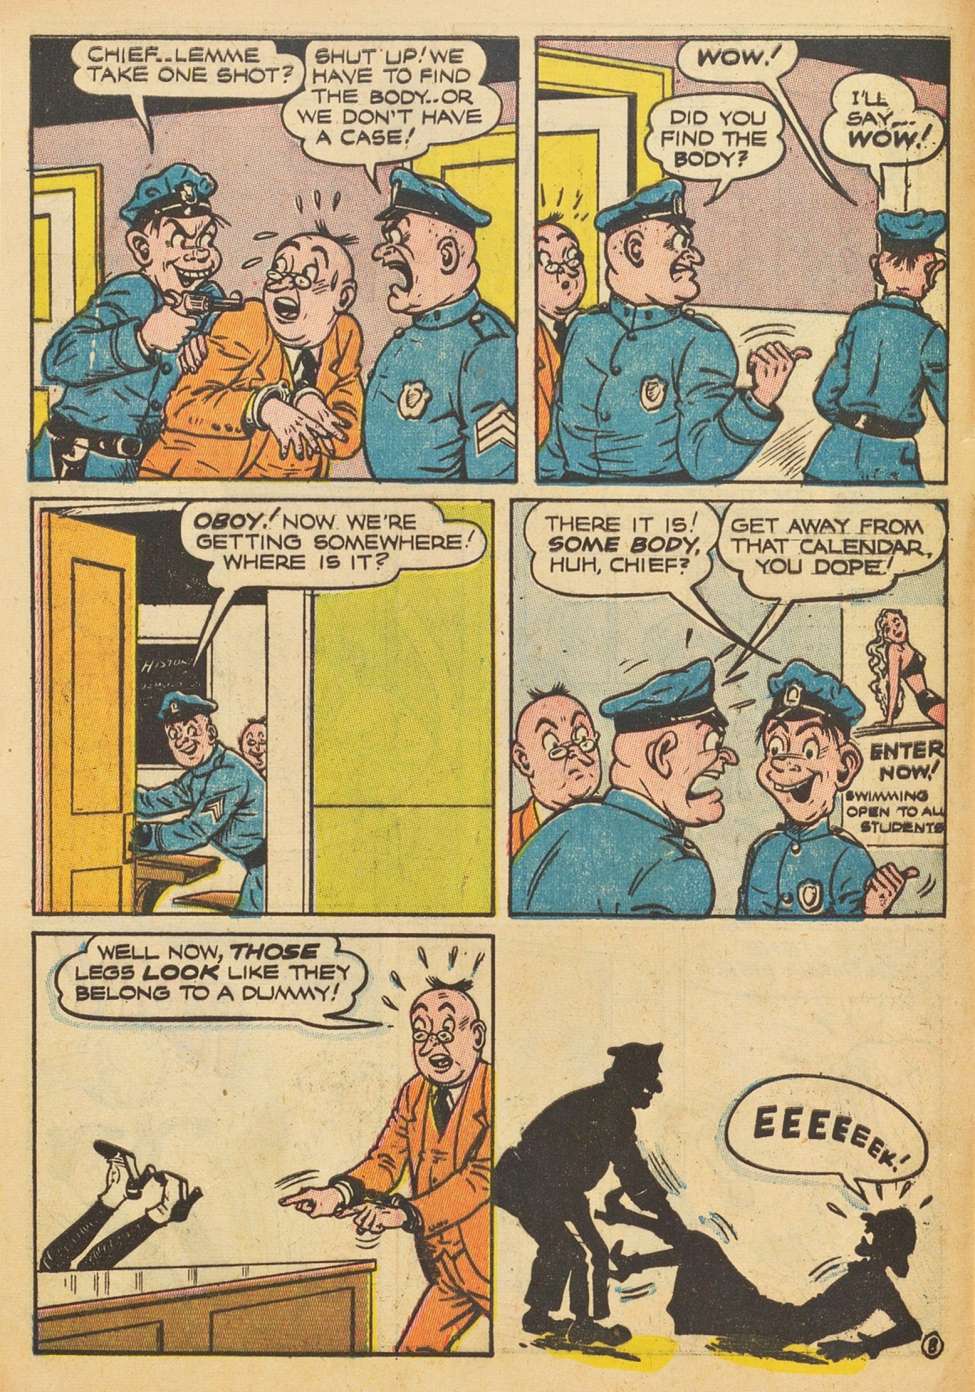 CHIEF..LEMME
TAKE ONE SHOT?
SHUT UP! WE
HAVE TO FIND
THE BODY..OR
WE DON'T HAVE
A CASE!
WOW!
DID YOU
FIND THE
BODY?
I'LL
SAY...
WOW!
OBOY! NOW WE'RE
GETTING SOMEWHERE!
WHERE IS IT?
THERE IT IS!
SOME BODY,
HUH, CHIEF?
GET AWAY FROM
THAT CALENDAR,
YOU DOPE!
ENTER
NOW!
SWIMMING
OPEN TO ALL
STUDENTS
WELL NOW, THOSE
LEGS LOOK LIKE THEY
BELONG TO A DUMMY!
EEEEEEEK!
8